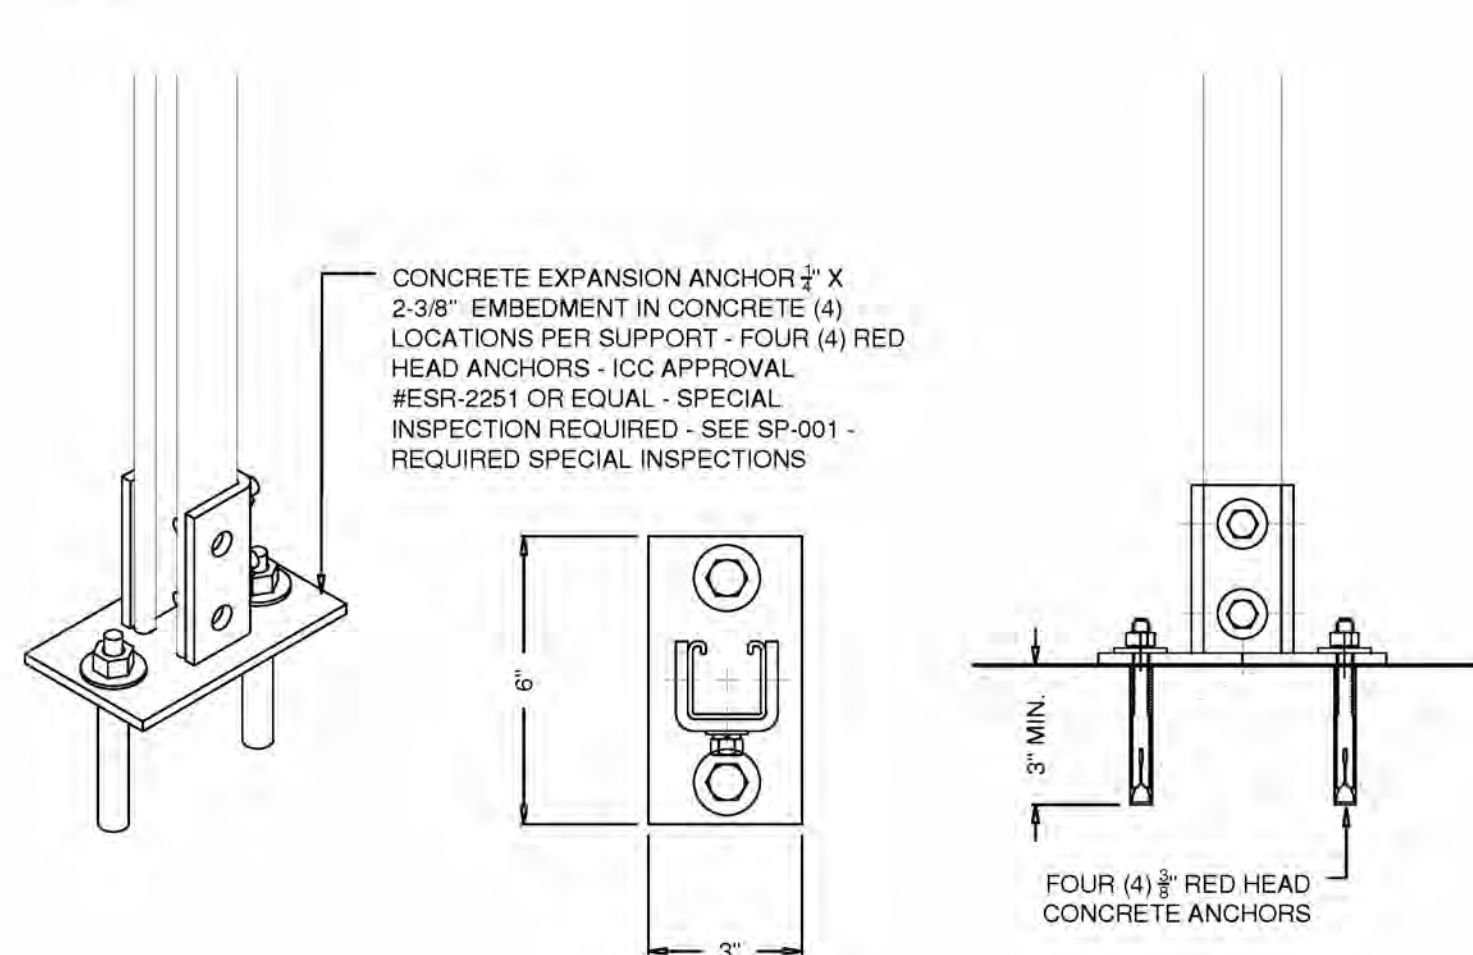 CONCRETE EXPANSION ANCHOR 1/4" X
2-3/8" EMBEDMENT IN CONCRETE (4)
LOCATIONS PER SUPPORT - FOUR (4) RED
HEAD ANCHORS - ICC APPROVAL
#ESR-2251 OR EQUAL - SPECIAL
INSPECTION REQUIRED - SEE SP-001 -
REQUIRED SPECIAL INSPECTIONS
6"
3"
3" MIN.
FOUR (4) 3/8" RED HEAD
CONCRETE ANCHORS